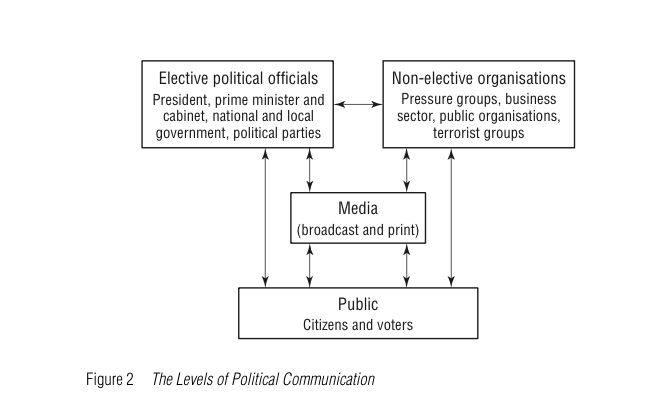 Elective political officials
President, prime minister and
cabinet, national and local
government, political parties
Non-elective organisations
Pressure groups, business
sector, public organisations,
terrorist groups
Media
(broadcast and print)
Public
Citizens and voters
Figure 2 The Levels of Political Communication